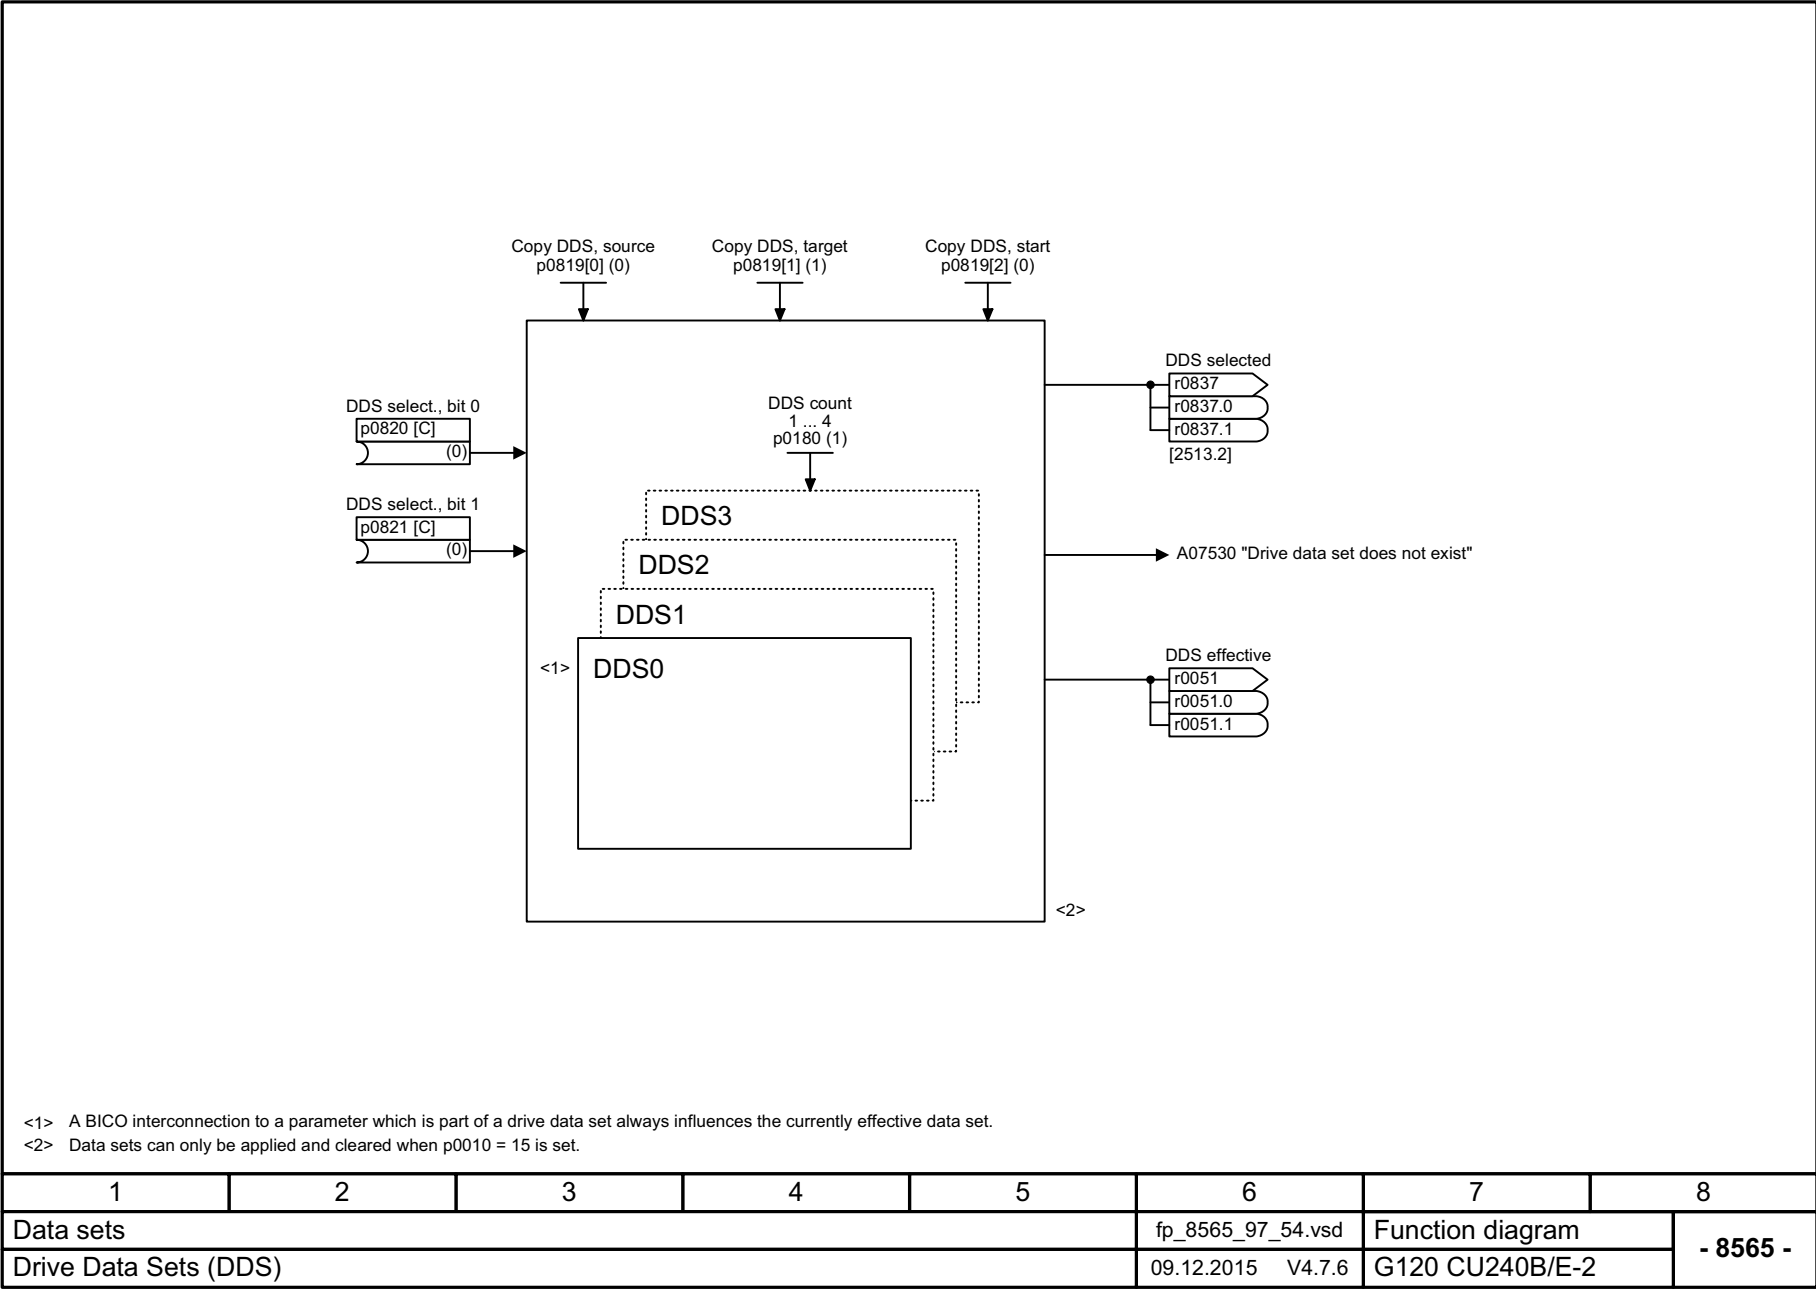 Copy DDS, source
p0819[0] (0)
Copy DDS, target
p0819[1] (1)
Copy DDS, start
p0819[2] (0)
DDS select., bit 0
p0820 [C]
(0)
DDS select., bit 1
p0821 [C]
(0)
DDS count
1 ... 4
p0180 (1)
DDS3
DDS2
DDS1
<1>
DDS0
<2>
DDS selected
r0837
r0837.0
r0837.1
[2513.2]
A07530 "Drive data set does not exist"
DDS effective
r0051
r0051.0
r0051.1
<1> A BICO interconnection to a parameter which is part of a drive data set always influences the currently effective data set.
<2> Data sets can only be applied and cleared when p0010 = 15 is set.
1 2 3 4 5 6 7 8
Data sets
fp_8565_97_54.vsd
Function diagram
- 8565 -
Drive Data Sets (DDS)
09.12.2015 V4.7.6
G120 CU240B/E-2